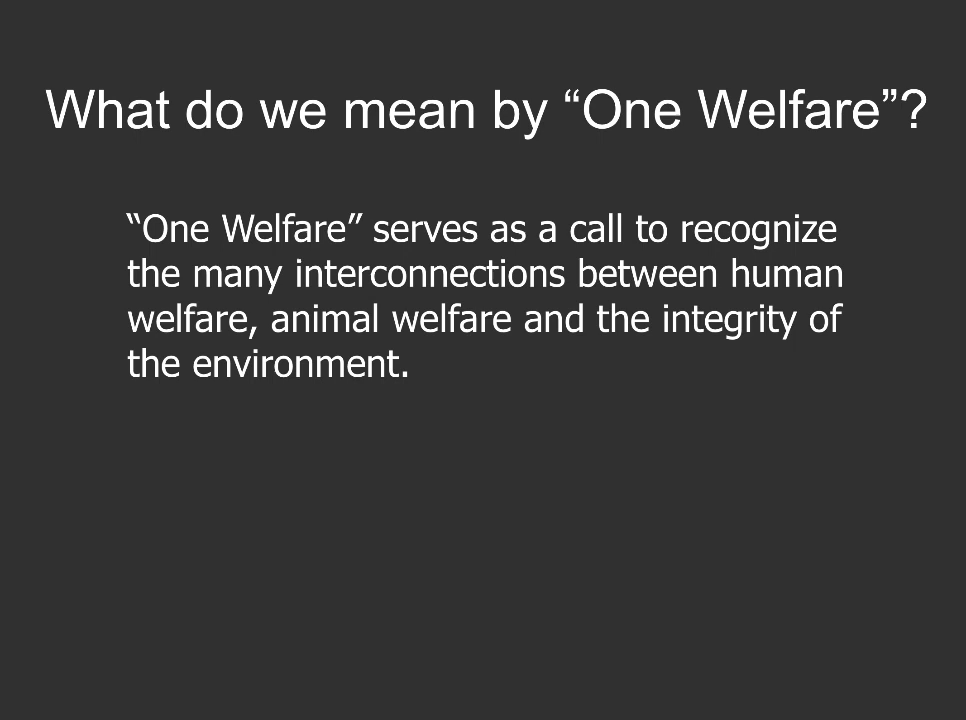 What do we mean by “One Welfare”?
“One Welfare” serves as a call to recognize
the many interconnections between human
welfare, animal welfare and the integrity of
the environment.